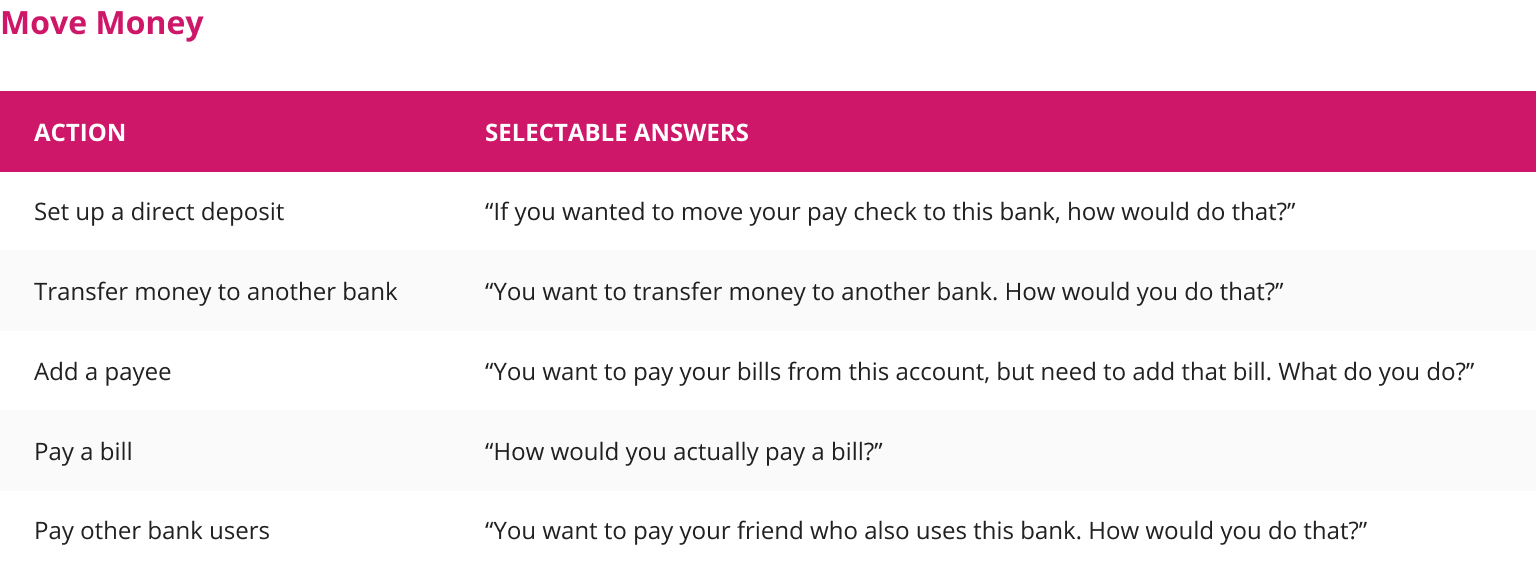 Move Money
ACTION SELECTABLE ANSWERS
Set up a direct deposit “If you wanted to move your pay check to this bank, how would do that?”
Transfer money to another bank “You want to transfer money to another bank. How would you do that?”
Add a payee “You want to pay your bills from this account, but need to add that bill. What do you do?”
Pay a bill “How would you actually pay a bill?”
Pay other bank users “You want to pay your friend who also uses this bank. How would you do that?”